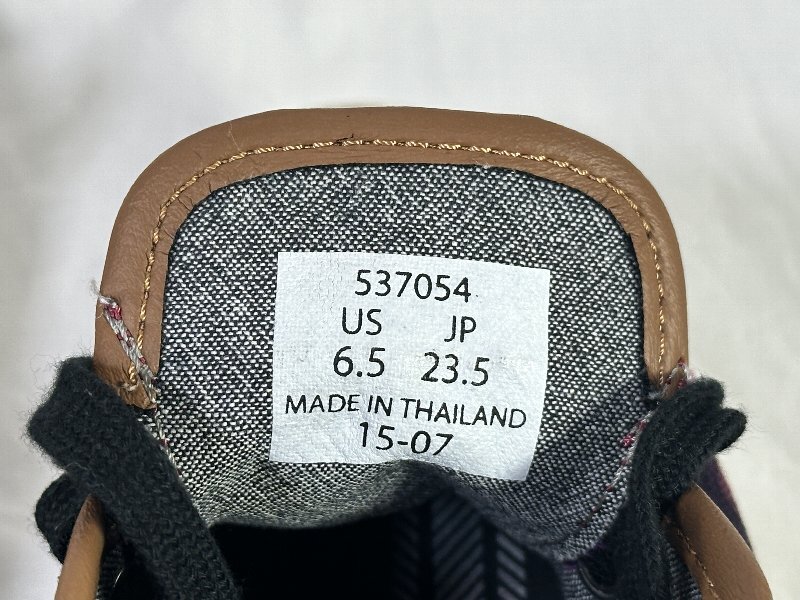 537054
US JP
6.5 23.5
MADE IN THAILAND
15-07